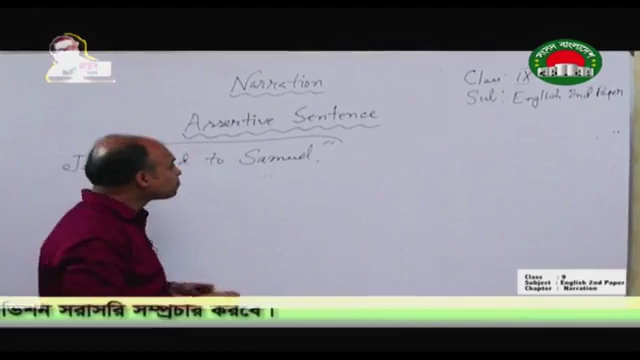 সংসদ বাংলাদেশ
Narration
Class: IX
Sub: English 2nd Paper
Assertive Sentence
to Samuel."
Class : 9
Subject : English 2nd Paper
Chapter : Narration
সরাসরি সম্প্রচার করবে।